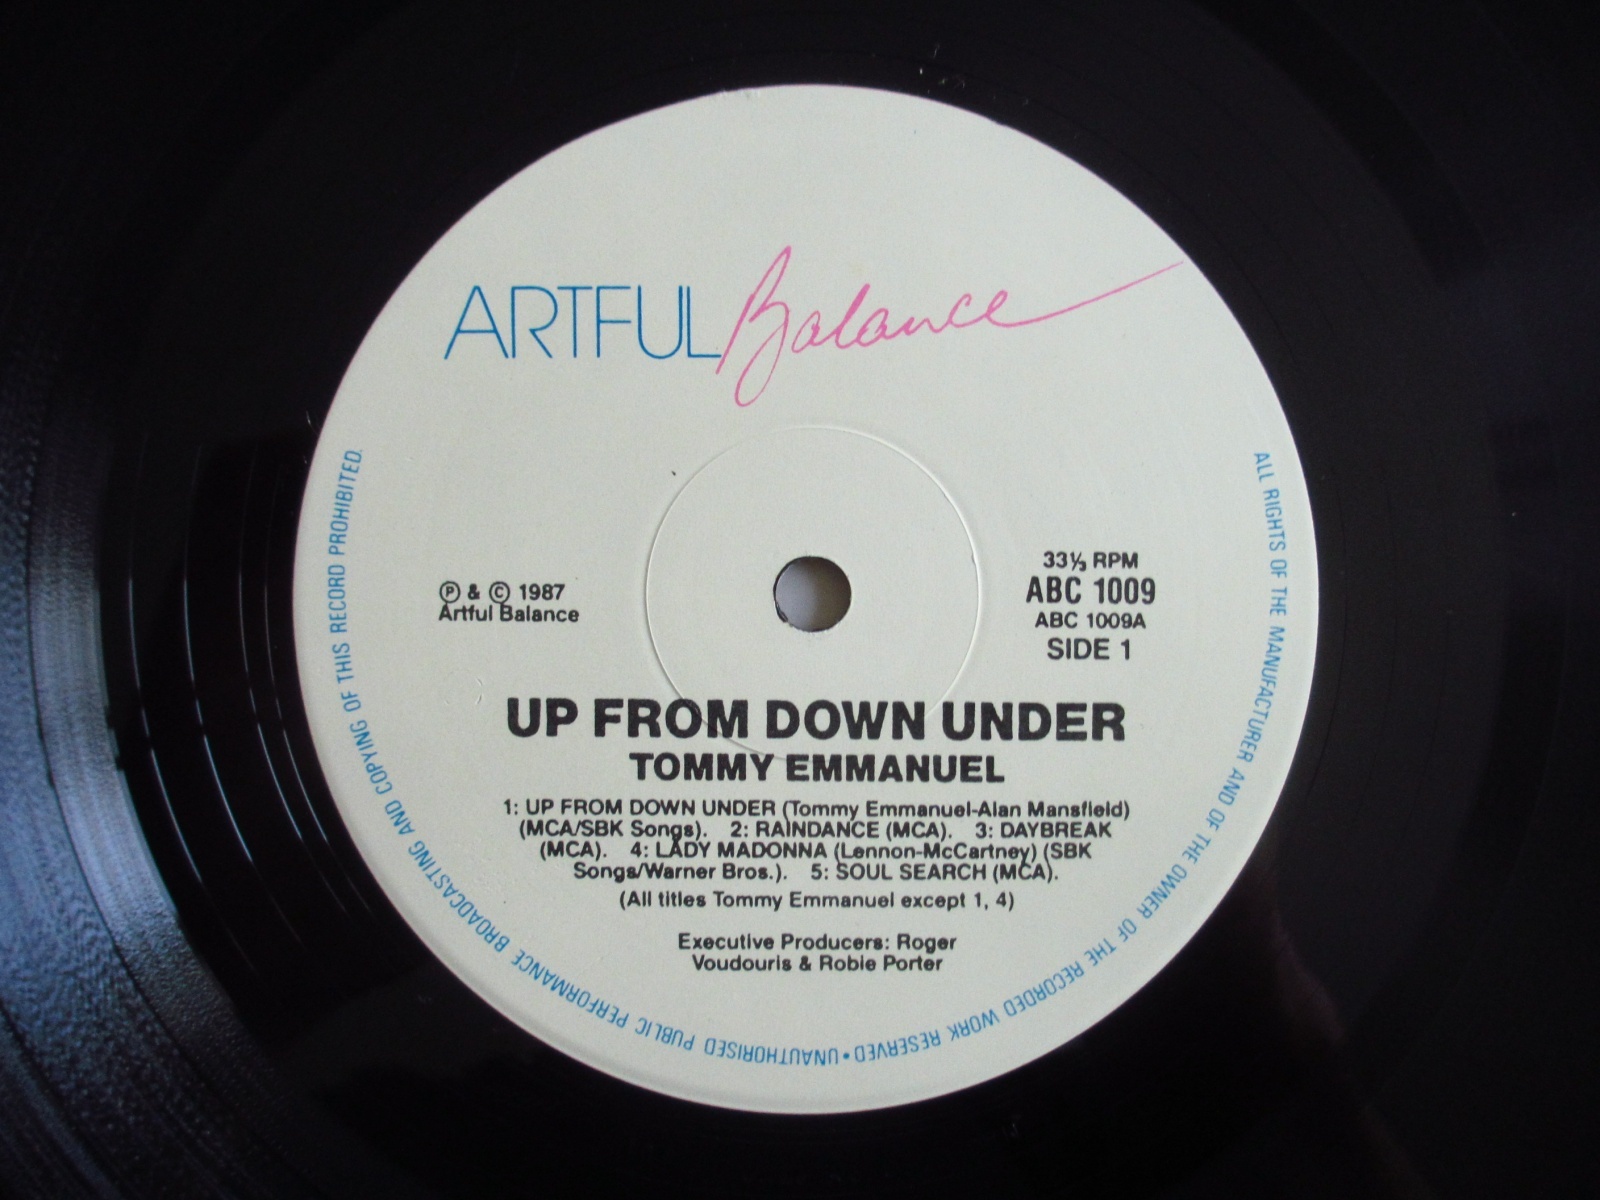 ARTFUL Balance
ALL RIGHTS OF THE MANUFACTURER AND OF THE OWNER OF THE RECORDED WORK RESERVED • UNAUTHORISED PUBLIC PERFORMANCE BROADCASTING AND COPYING OF THIS RECORD PROHIBITED.
Ⓟ & © 1987
Artful Balance
33⅓ RPM
ABC 1009
ABC 1009A
SIDE 1
UP FROM DOWN UNDER
TOMMY EMMANUEL
1: UP FROM DOWN UNDER (Tommy Emmanuel-Alan Mansfield)
(MCA/SBK Songs). 2: RAINDANCE (MCA). 3: DAYBREAK
(MCA). 4: LADY MADONNA (Lennon-McCartney) (SBK
Songs/Warner Bros.). 5: SOUL SEARCH (MCA).
(All titles Tommy Emmanuel except 1, 4)
Executive Producers: Roger
Voudouris & Robie Porter